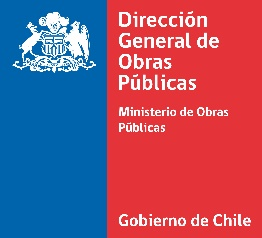 Dirección
General de
Obras
Públicas
Ministerio de Obras
Públicas
Gobierno de Chile